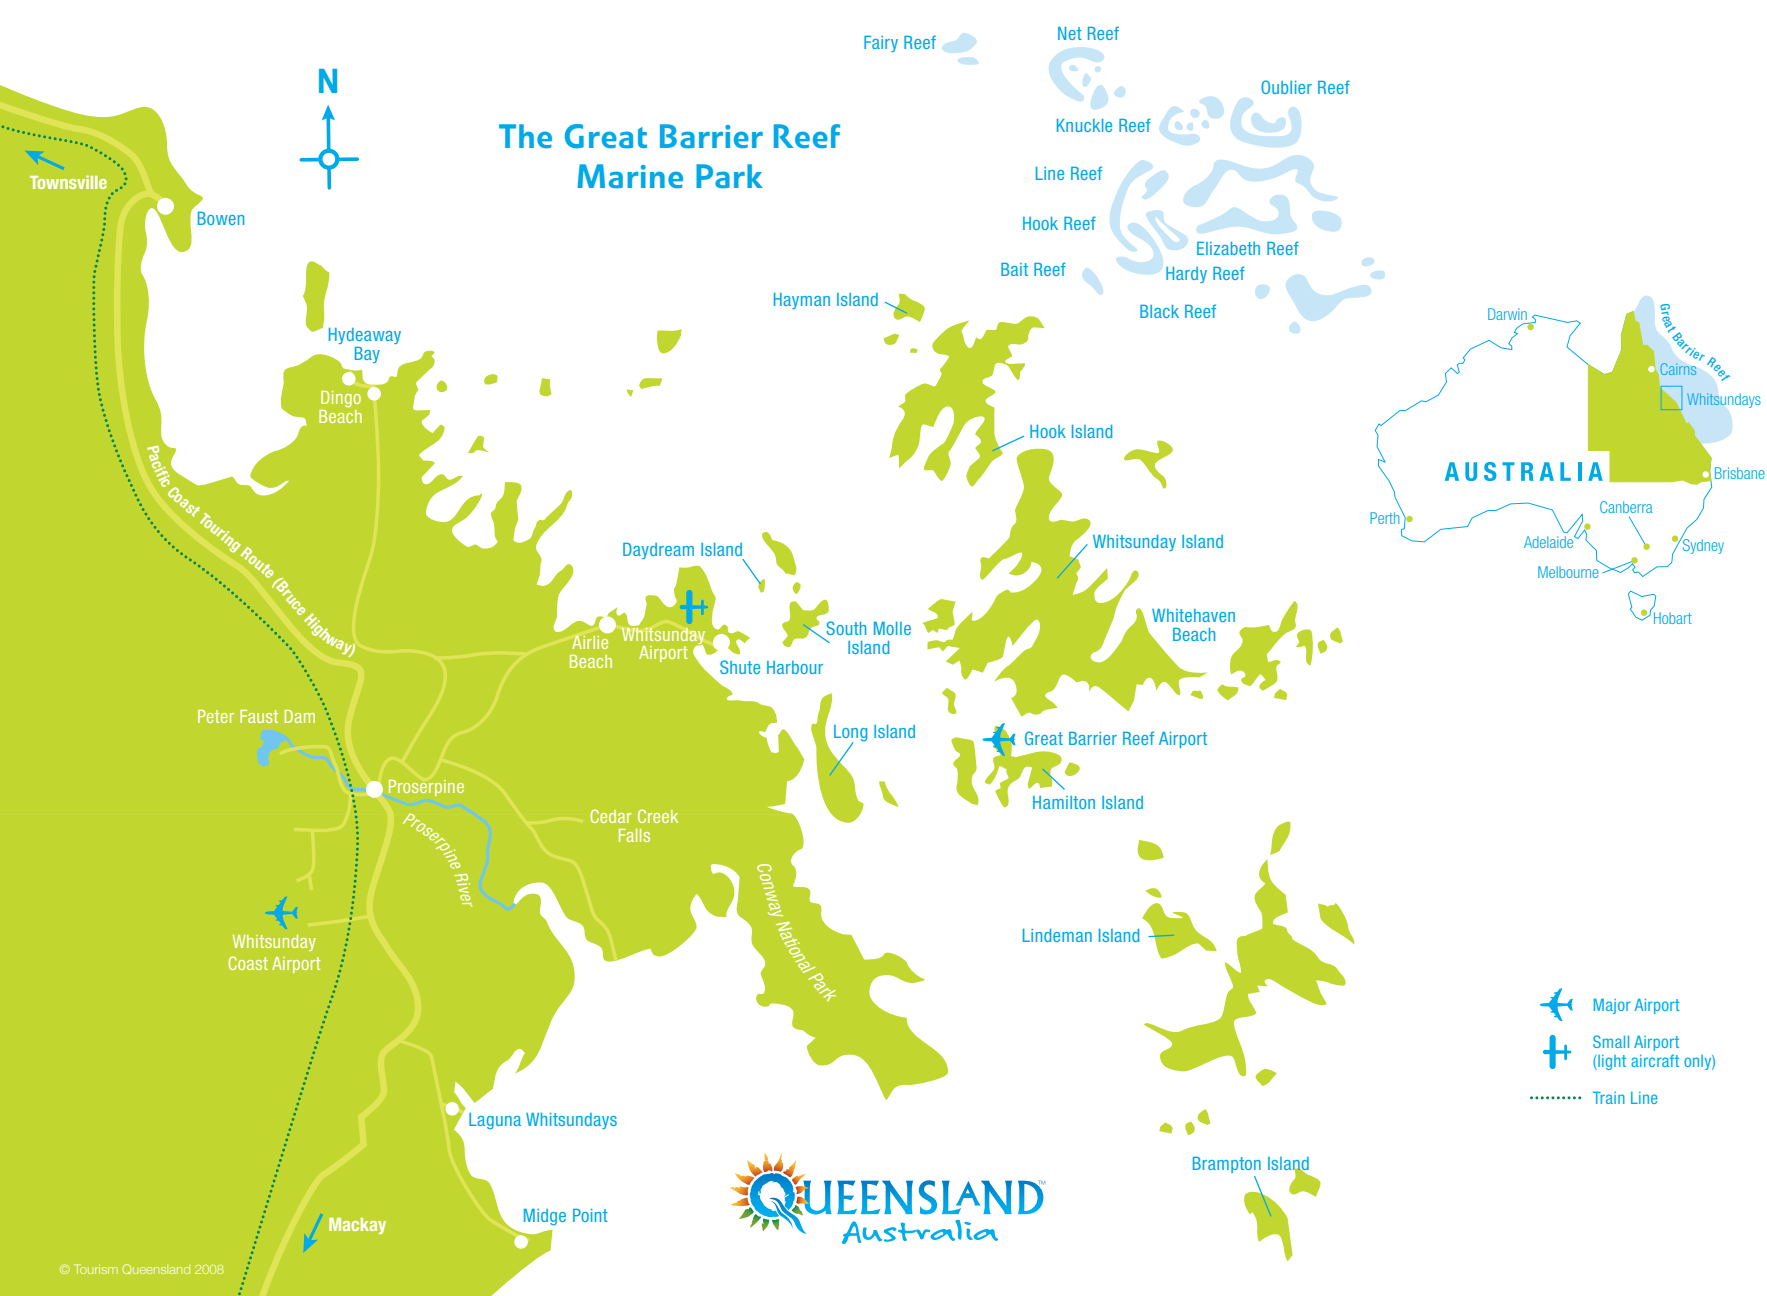 Fairy Reef
Net Reef
Oublier Reef
Knuckle Reef
Line Reef
Hook Reef
Elizabeth Reef
Bait Reef
Hardy Reef
Black Reef
N
The Great Barrier Reef
Marine Park
Townsville
Bowen
Hydeaway
Bay
Dingo
Beach
Hayman Island
Hook Island
Pacific Coast Touring Route (Bruce Highway)
Daydream Island
Whitsunday Island
Whitehaven
Beach
South Molle
Island
Airlie
Beach
Whitsunday
Airport
Shute Harbour
Peter Faust Dam
Long Island
Great Barrier Reef Airport
Hamilton Island
Proserpine
Proserpine River
Cedar Creek
Falls
Conway National Park
Whitsunday
Coast Airport
Lindeman Island
Laguna Whitsundays
Brampton Island
Midge Point
Mackay
© Tourism Queensland 2008
QUEENSLAND™
Australia
Darwin
Great Barrier Reef
Cairns
Whitsundays
AUSTRALIA
Brisbane
Canberra
Perth
Adelaide
Sydney
Melbourne
Hobart
Major Airport
Small Airport
(light aircraft only)
Train Line